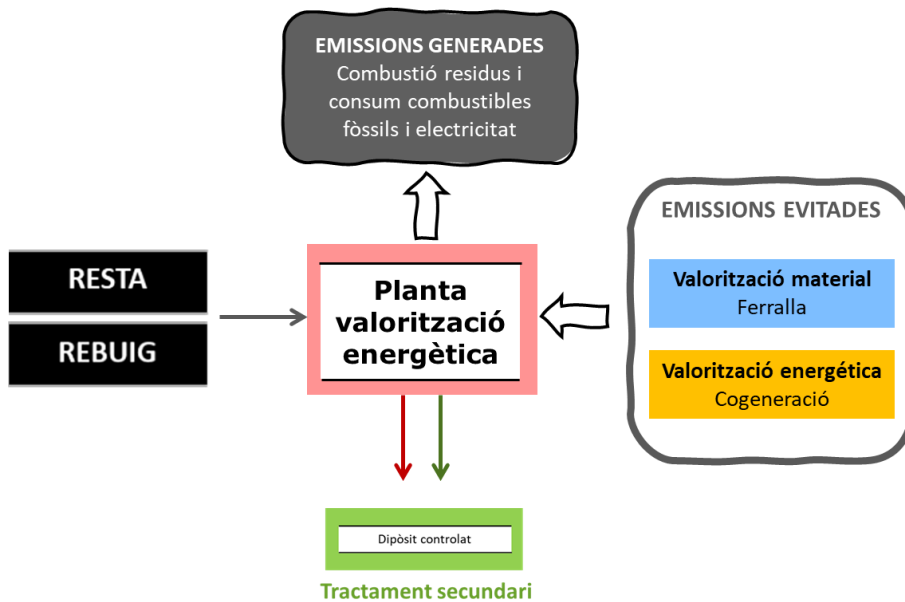 EMISSIONS GENERADES
Combustió residus i
consum combustibles
fòssils i electricitat
EMISSIONS EVITADES
Valorització material
Ferralla
Valorització energética
Cogeneració
RESTA
REBUIG
Planta
valorització
energètica
Dipòsit controlat
Tractament secundari